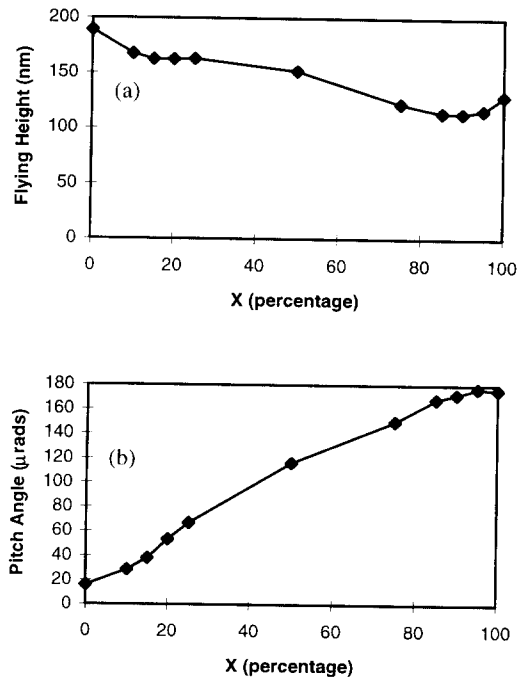 200
150
100
50
0
Flying Height (nm)
(a)
0 20 40 60 80 100
X (percentage)
180
160
140
120
100
80
60
40
20
0
Pitch Angle (μrads)
(b)
0 20 40 60 80 100
X (percentage)